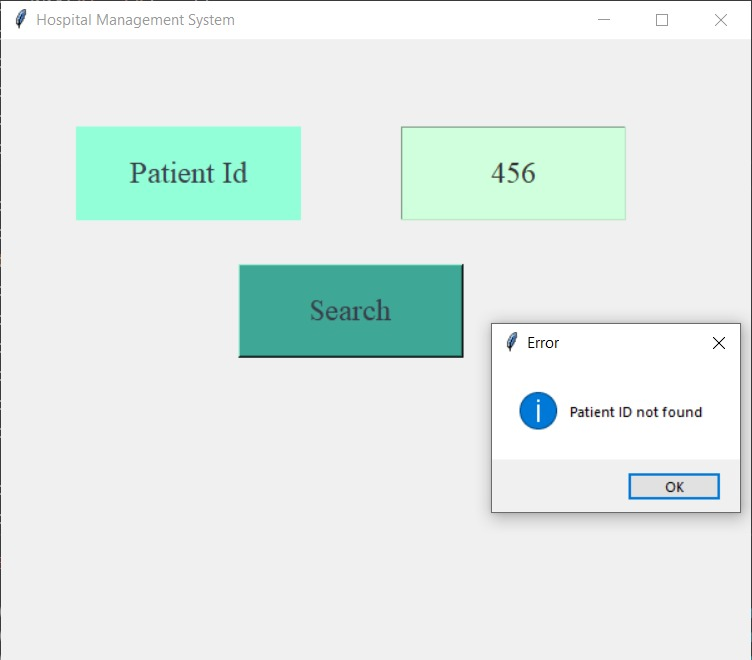 Hospital Management System
Patient Id
456
Search
Error
Patient ID not found
OK